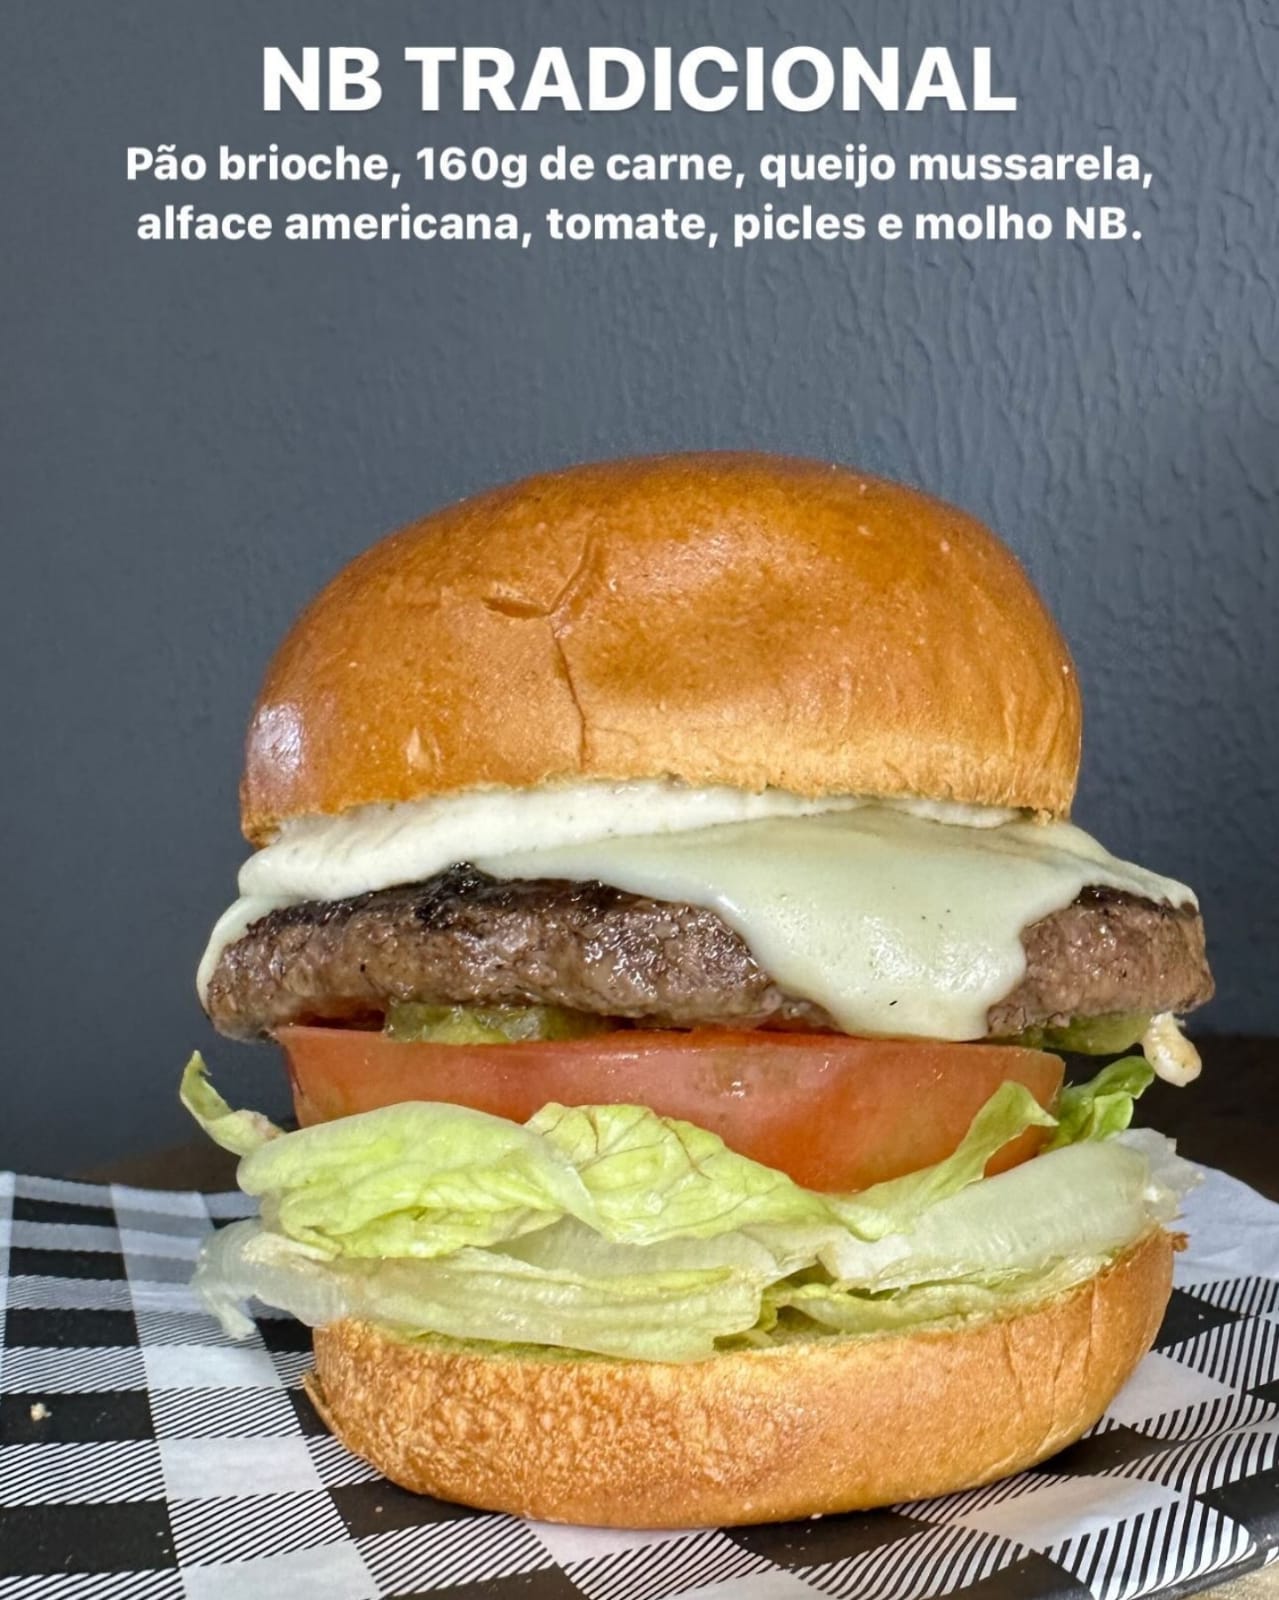 NB TRADICIONAL
Pão brioche, 160g de carne, queijo mussarela,
alface americana, tomate, picles e molho NB.